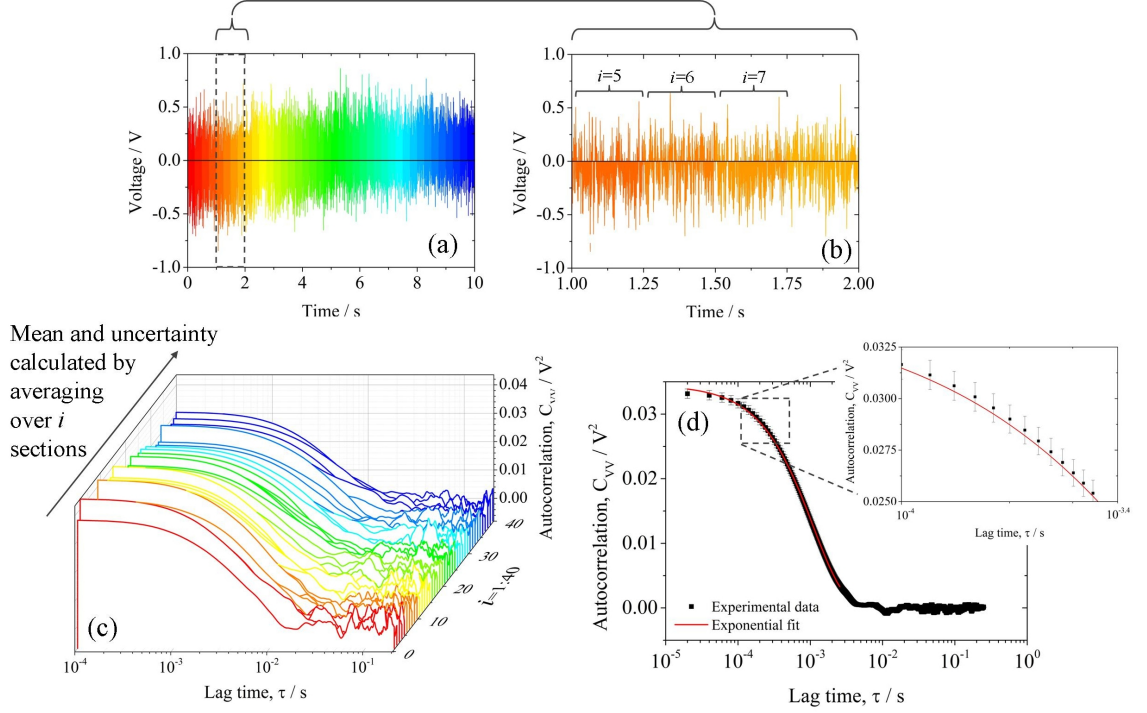 1.0
0.5
0.0
-0.5
-1.0
Voltage / V
0
2
4
6
8
10
Time / s
(a)
1.0
0.5
0.0
-0.5
-1.0
Voltage / V
i=5
i=6
i=7
1.00
1.25
1.50
1.75
2.00
Time / s
(b)
Mean and uncertainty
calculated by
averaging
over i
sections
0.04
0.03
0.02
0.01
0.00
Autocorrelation, CVV / V²
40
30
20
10
0
i=1:40
(c)
10⁻⁴
10⁻³
10⁻²
10⁻¹
Lag time, τ / s
0.03
0.02
0.01
0.00
Autocorrelation, CVV / V²
(d)
Experimental data
Exponential fit
10⁻⁵
10⁻⁴
10⁻³
10⁻²
10⁻¹
10⁰
Lag time, τ / s
0.0325
0.0300
0.0275
0.0250
Autocorrelation, CVV / V²
10⁻⁴
10⁻³·⁴
Lag time, τ / s